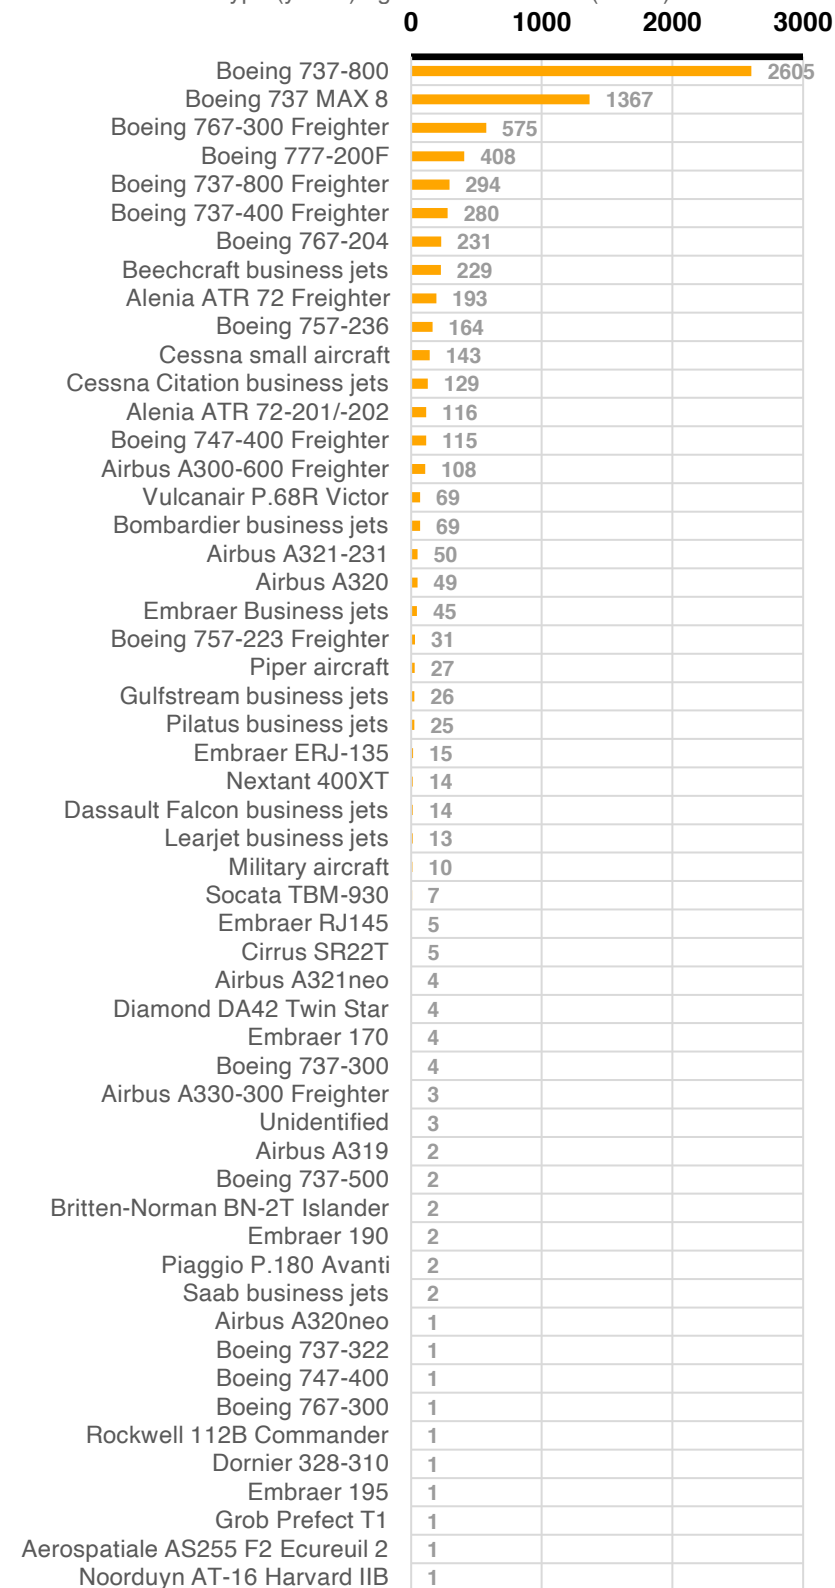 0 1000 2000 3000
Boeing 737-800 2605
Boeing 737 MAX 8 1367
Boeing 767-300 Freighter 575
Boeing 777-200F 408
Boeing 737-800 Freighter 294
Boeing 737-400 Freighter 280
Boeing 767-204 231
Beechcraft business jets 229
Alenia ATR 72 Freighter 193
Boeing 757-236 164
Cessna small aircraft 143
Cessna Citation business jets 129
Alenia ATR 72-201/-202 116
Boeing 747-400 Freighter 115
Airbus A300-600 Freighter 108
Vulcanair P.68R Victor 69
Bombardier business jets 69
Airbus A321-231 50
Airbus A320 49
Embraer Business jets 45
Boeing 757-223 Freighter 31
Piper aircraft 27
Gulfstream business jets 26
Pilatus business jets 25
Embraer ERJ-135 15
Nextant 400XT 14
Dassault Falcon business jets 14
Learjet business jets 13
Military aircraft 10
Socata TBM-930 7
Embraer RJ145 5
Cirrus SR22T 5
Airbus A321neo 4
Diamond DA42 Twin Star 4
Embraer 170 4
Boeing 737-300 4
Airbus A330-300 Freighter 3
Unidentified 3
Airbus A319 2
Boeing 737-500 2
Britten-Norman BN-2T Islander 2
Embraer 190 2
Piaggio P.180 Avanti 2
Saab business jets 2
Airbus A320neo 1
Boeing 737-322 1
Boeing 747-400 1
Boeing 767-300 1
Rockwell 112B Commander 1
Dornier 328-310 1
Embraer 195 1
Grob Prefect T1 1
Aerospatiale AS255 F2 Ecureuil 2 1
Noorduyn AT-16 Harvard IIB 1